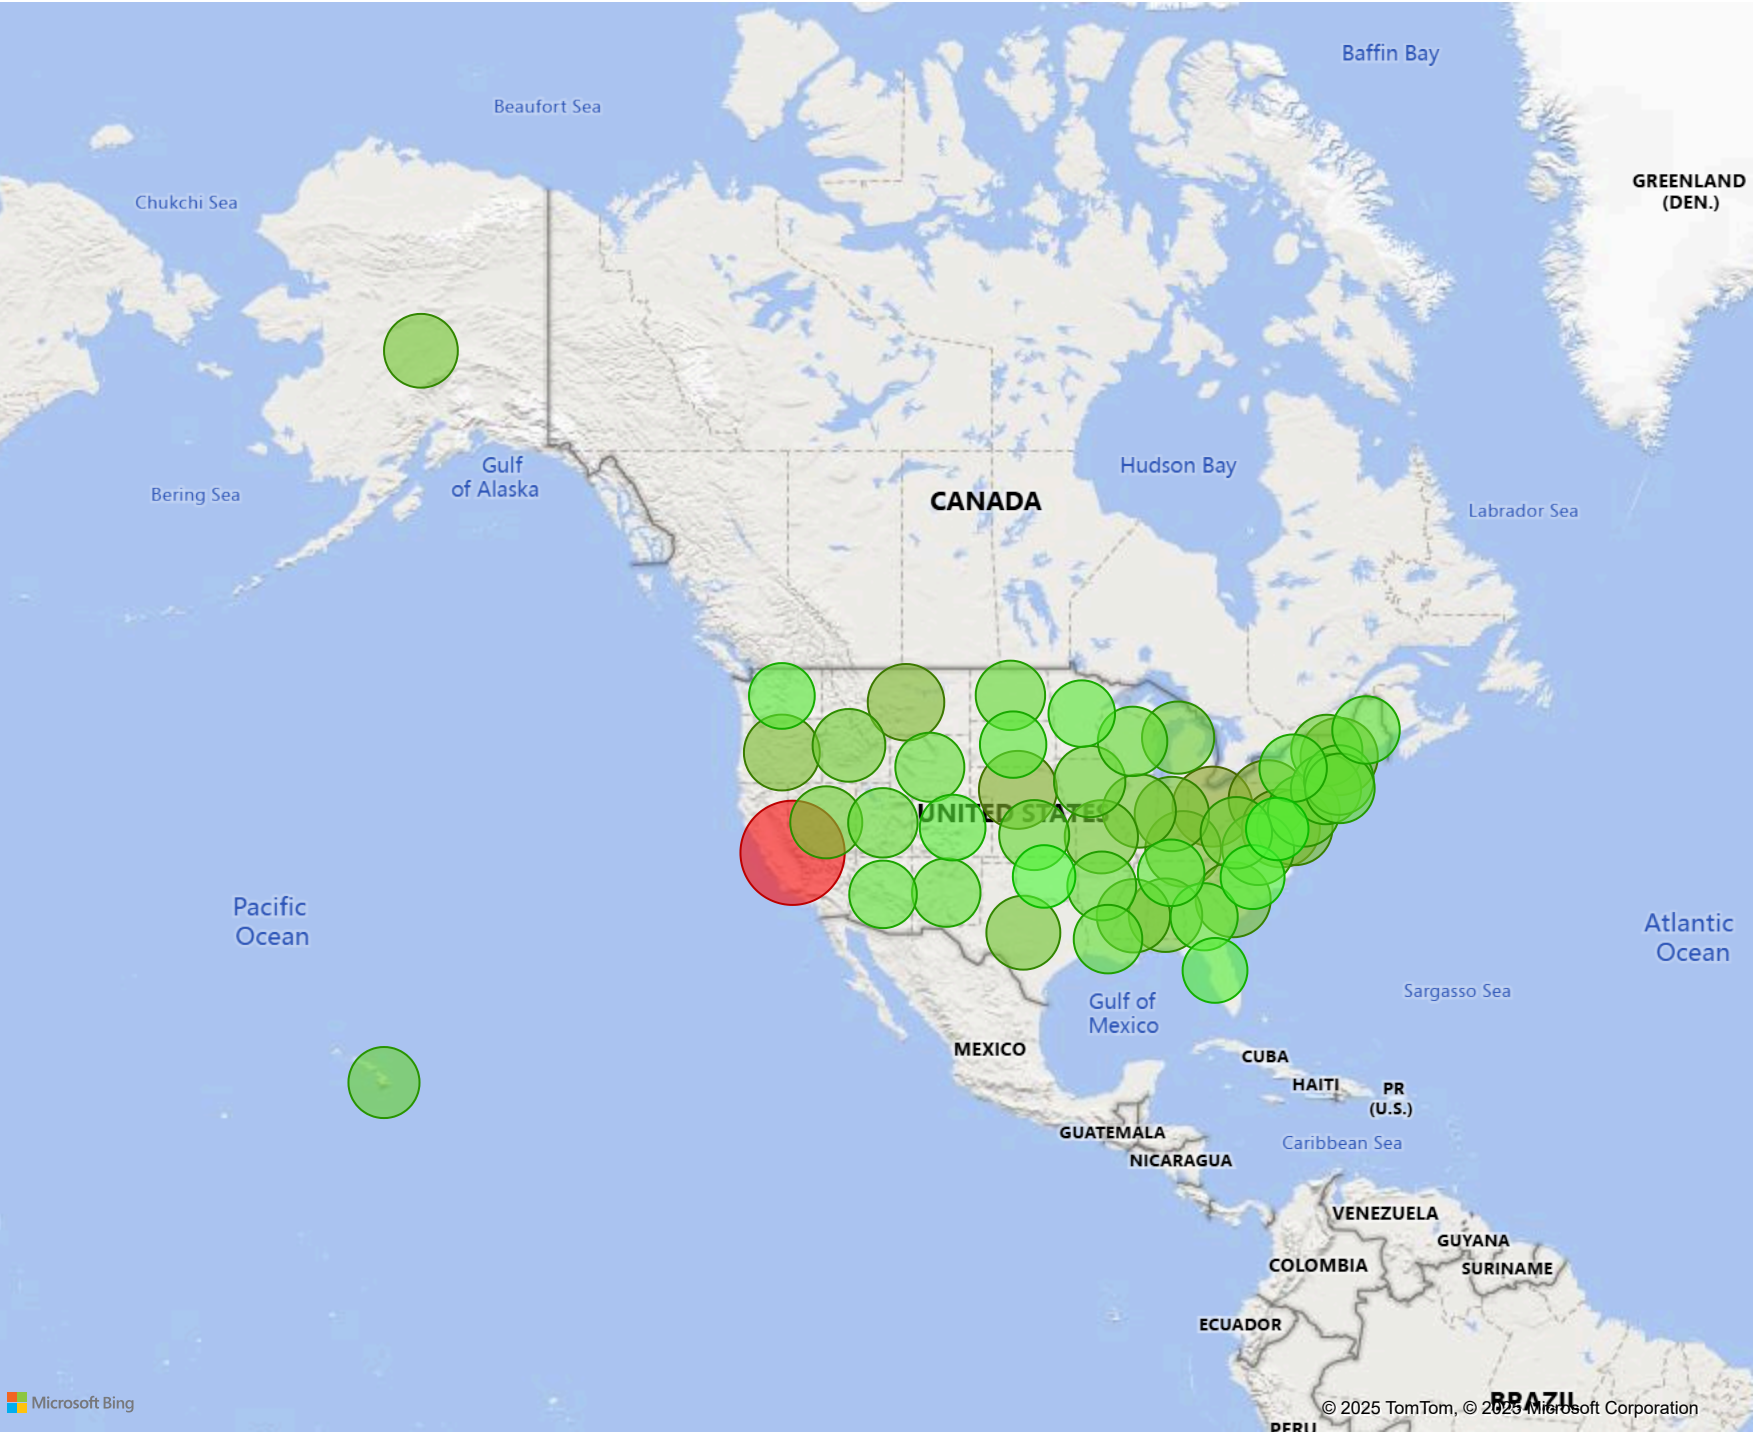 Baffin Bay
Beaufort Sea
GREENLAND
(DEN.)
Chukchi Sea
Gulf
of Alaska
Hudson Bay
Bering Sea
CANADA
Labrador Sea
UNITED STATES
Pacific
Ocean
Atlantic
Ocean
Sargasso Sea
Gulf of
Mexico
MEXICO
CUBA
HAITI
PR
(U.S.)
GUATEMALA
Caribbean Sea
NICARAGUA
VENEZUELA
GUYANA
COLOMBIA
SURINAME
ECUADOR
BRAZIL
Microsoft Bing
© 2025 TomTom, © 2025 Microsoft Corporation
PERU